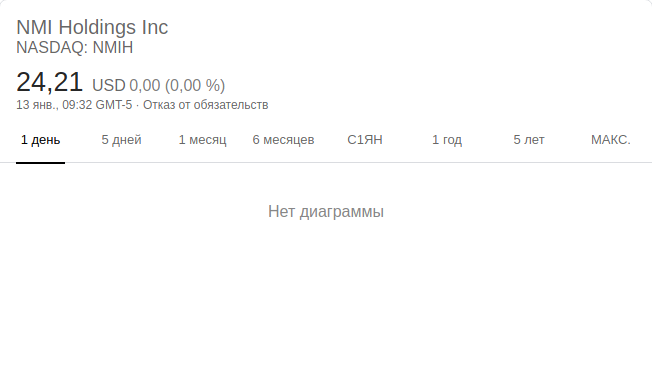 NMI Holdings Inc
NASDAQ: NMIH
24,21 USD 0,00 (0,00 %)
13 янв., 09:32 GMT-5 · Отказ от обязательств
1 день 5 дней 1 месяц 6 месяцев С1ЯН 1 год 5 лет МАКС.
Нет диаграммы